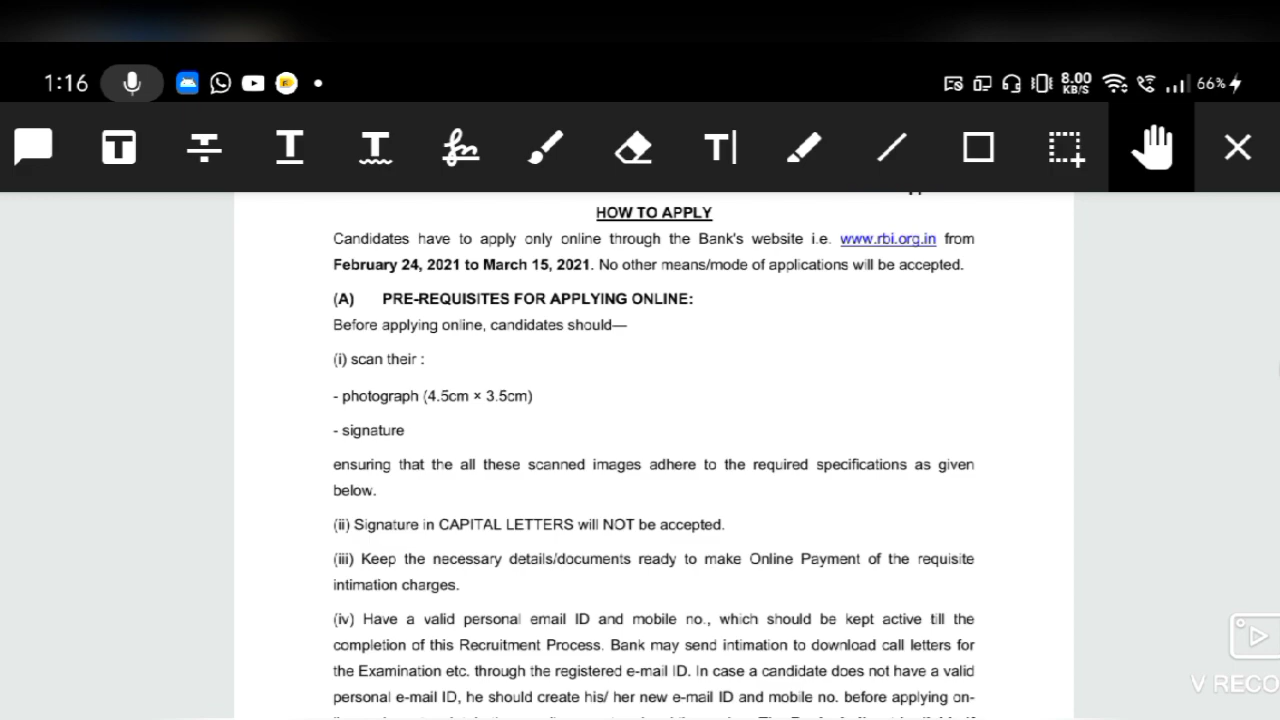 1:16 8.00 KB/S 66%
HOW TO APPLY
Candidates have to apply only online through the Bank's website i.e. www.rbi.org.in from
February 24, 2021 to March 15, 2021. No other means/mode of applications will be accepted.
(A) PRE-REQUISITES FOR APPLYING ONLINE:
Before applying online, candidates should—
(i) scan their :
- photograph (4.5cm × 3.5cm)
- signature
ensuring that the all these scanned images adhere to the required specifications as given
below.
(ii) Signature in CAPITAL LETTERS will NOT be accepted.
(iii) Keep the necessary details/documents ready to make Online Payment of the requisite
intimation charges.
(iv) Have a valid personal email ID and mobile no., which should be kept active till the
completion of this Recruitment Process. Bank may send intimation to download call letters for
the Examination etc. through the registered e-mail ID. In case a candidate does not have a valid
personal e-mail ID, he should create his/ her new e-mail ID and mobile no. before applying on-
V RECO